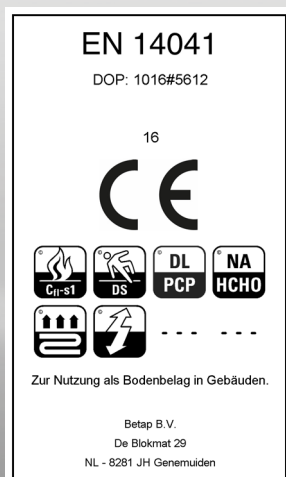 EN 14041
DOP: 1016#5612
16
CE
Cfl-s1 DS DL PCP NA HCHO
- - - - - -
Zur Nutzung als Bodenbelag in Gebäuden.
Betap B.V.
De Blokmat 29
NL - 8281 JH Genemuiden